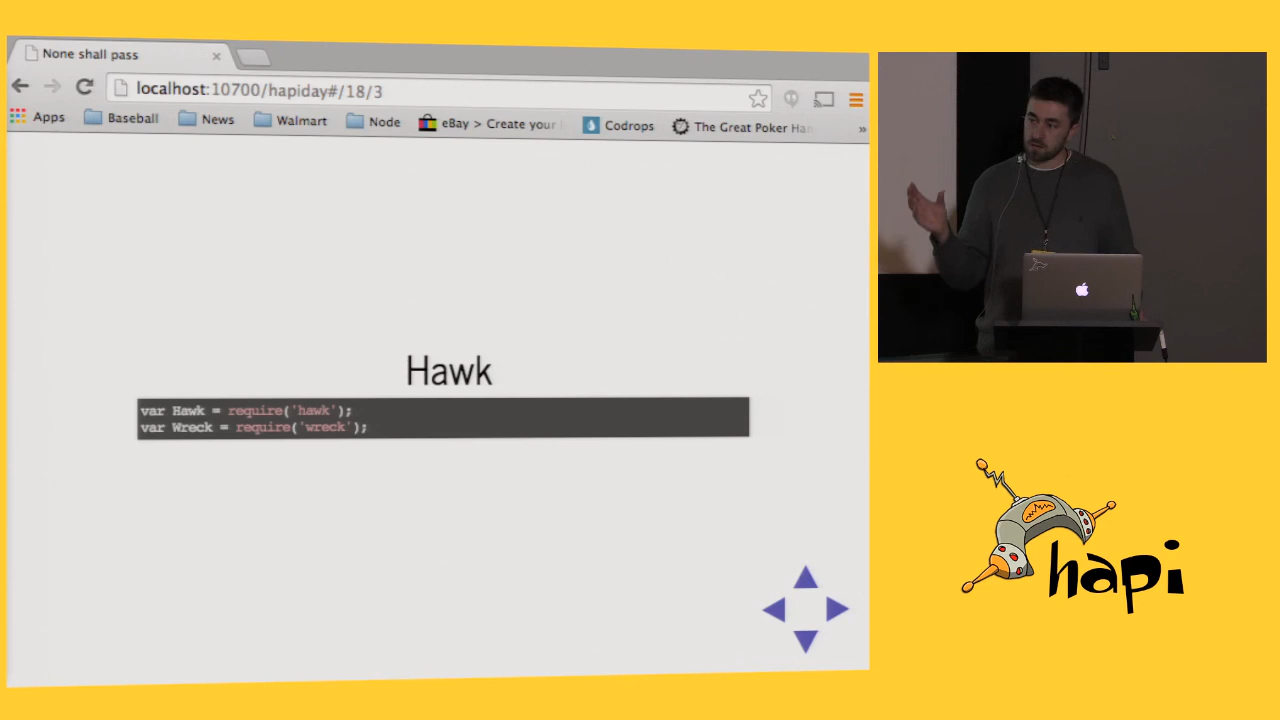 None shall pass
localhost:10700/hapiday#/18/3
Apps Baseball News Walmart Node eBay > Create your Codrops The Great Poker Ha »
Hawk
var Hawk = require('hawk');
var Wreck = require('wreck');
hapi